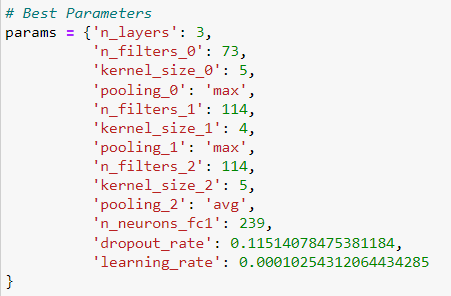 # Best Parameters
params = {'n_layers': 3,
'n_filters_0': 73,
'kernel_size_0': 5,
'pooling_0': 'max',
'n_filters_1': 114,
'kernel_size_1': 4,
'pooling_1': 'max',
'n_filters_2': 114,
'kernel_size_2': 5,
'pooling_2': 'avg',
'n_neurons_fc1': 239,
'dropout_rate': 0.11514078475381184,
'learning_rate': 0.00010254312064434285
}